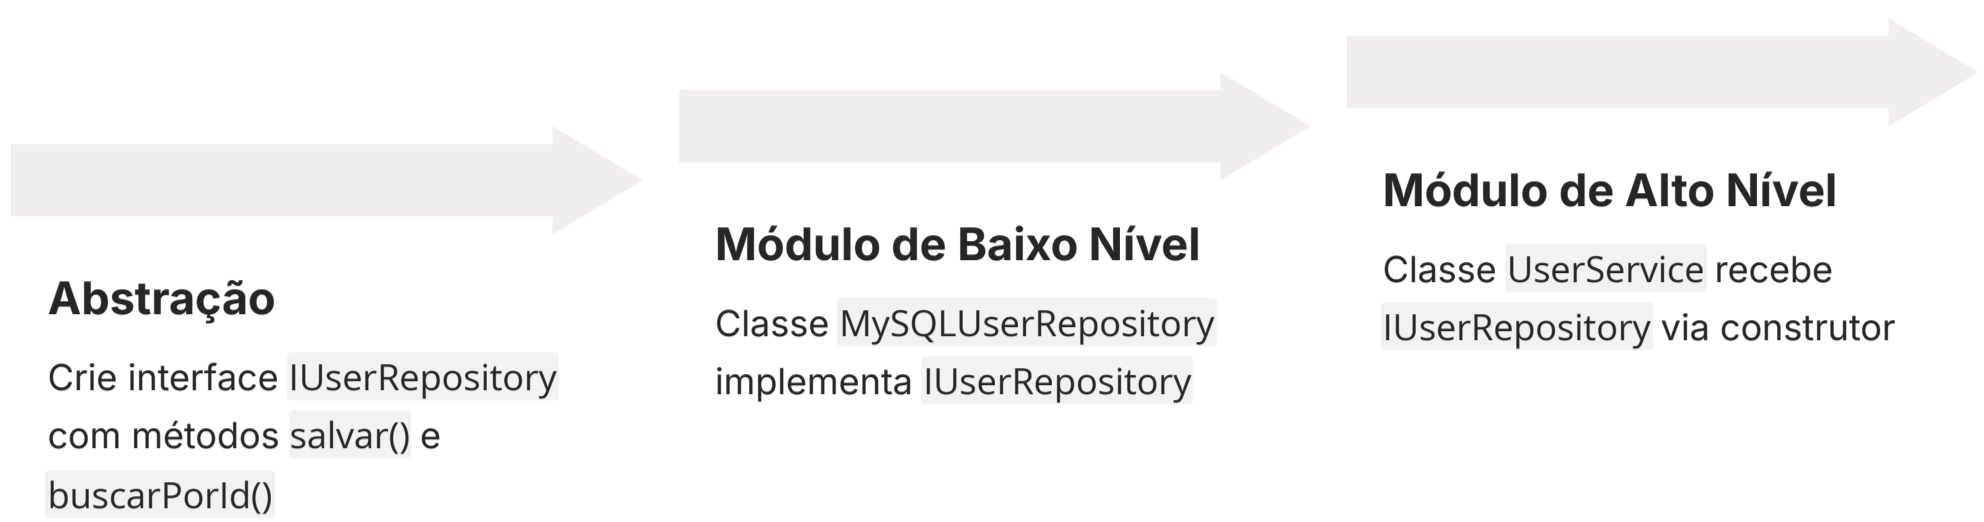 Abstração
Crie interface IUserRepository
com métodos salvar() e
buscarPorId()
Módulo de Baixo Nível
Classe MySQLUserRepository
implementa IUserRepository
Módulo de Alto Nível
Classe UserService recebe
IUserRepository via construtor